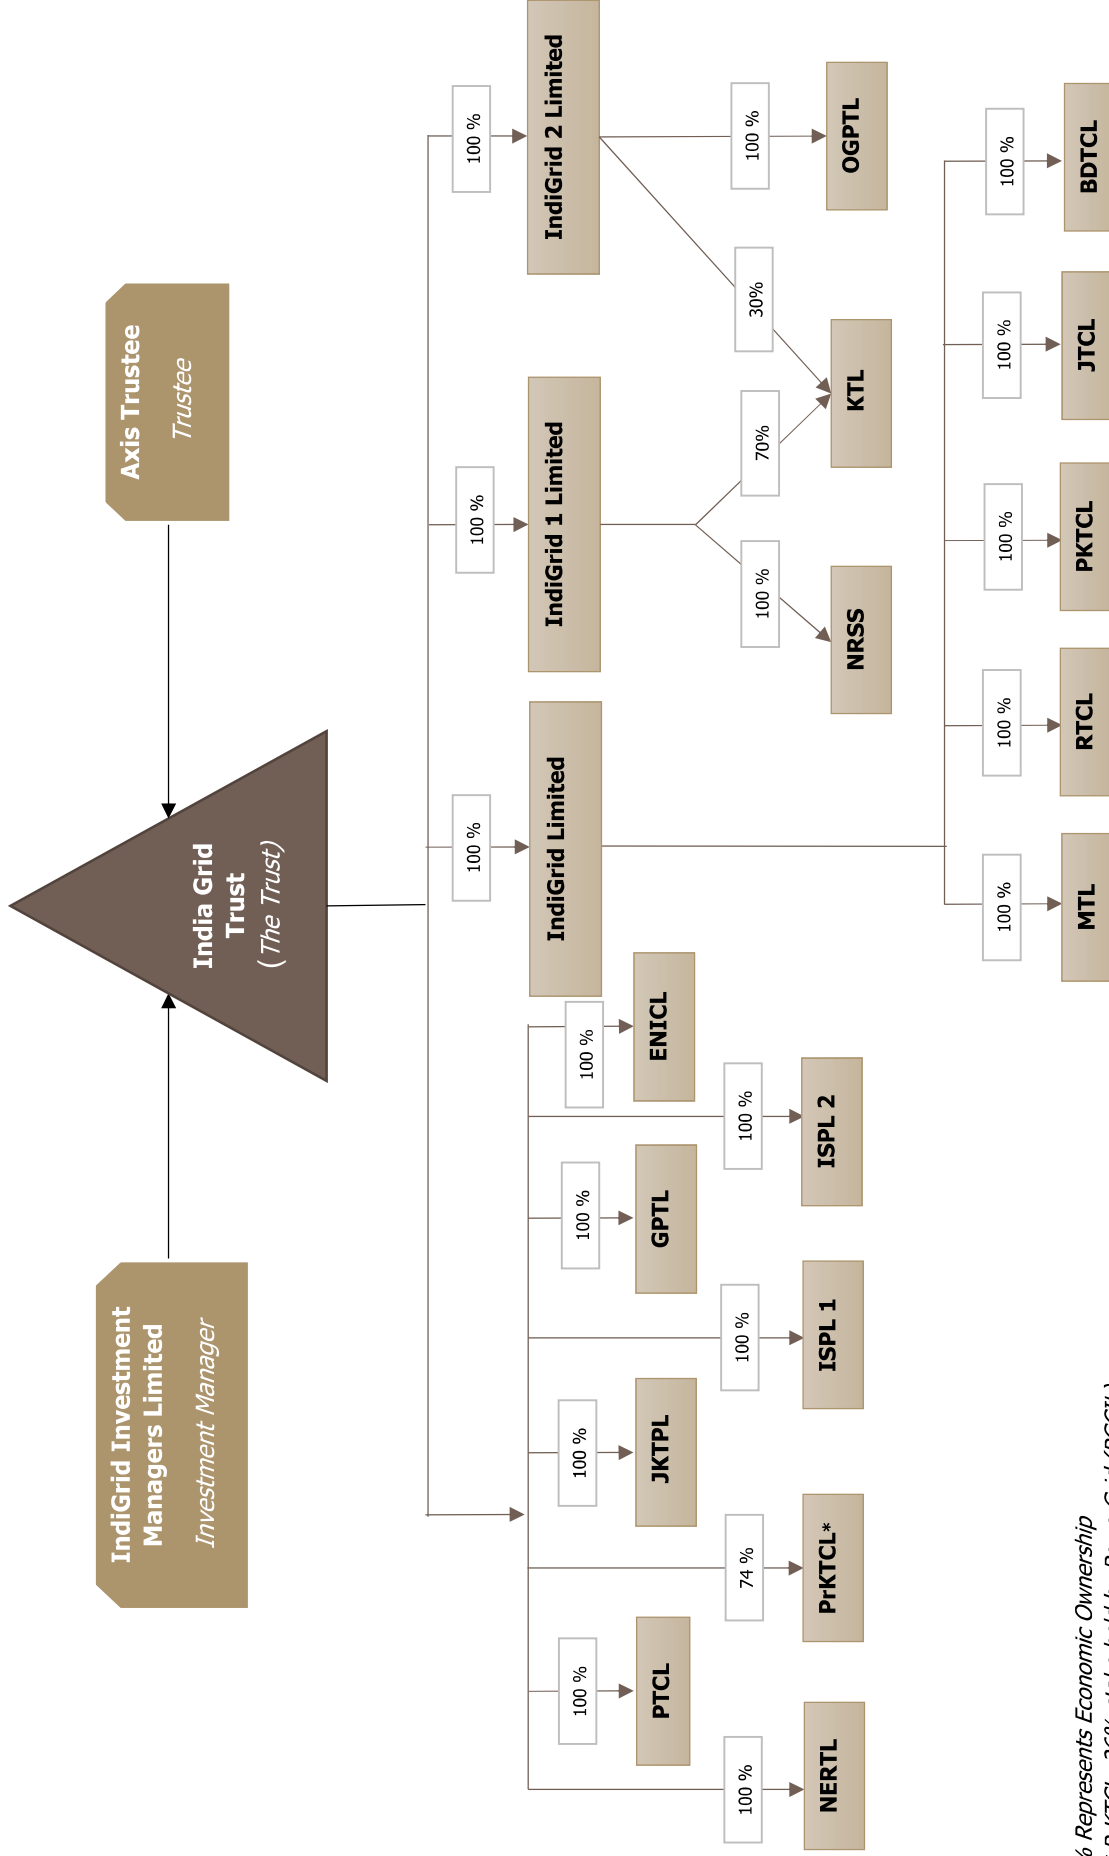 IndiGrid Investment
Managers Limited
Investment Manager
India Grid
Trust
(The Trust)
Axis Trustee
Trustee
100 %
100 %
100 %
IndiGrid Limited
IndiGrid 1 Limited
IndiGrid 2 Limited
100 %
100 %
100 %
100 %
PTCL
JKTPL
GPTL
ENICL
100 %
74 %
100 %
100 %
100 %
70%
30%
100 %
NERTL
PrKTCL*
ISPL 1
ISPL 2
NRSS
KTL
OGPTL
100 %
100 %
100 %
100 %
100 %
MTL
RTCL
PKTCL
JTCL
BDTCL
% Represents Economic Ownership